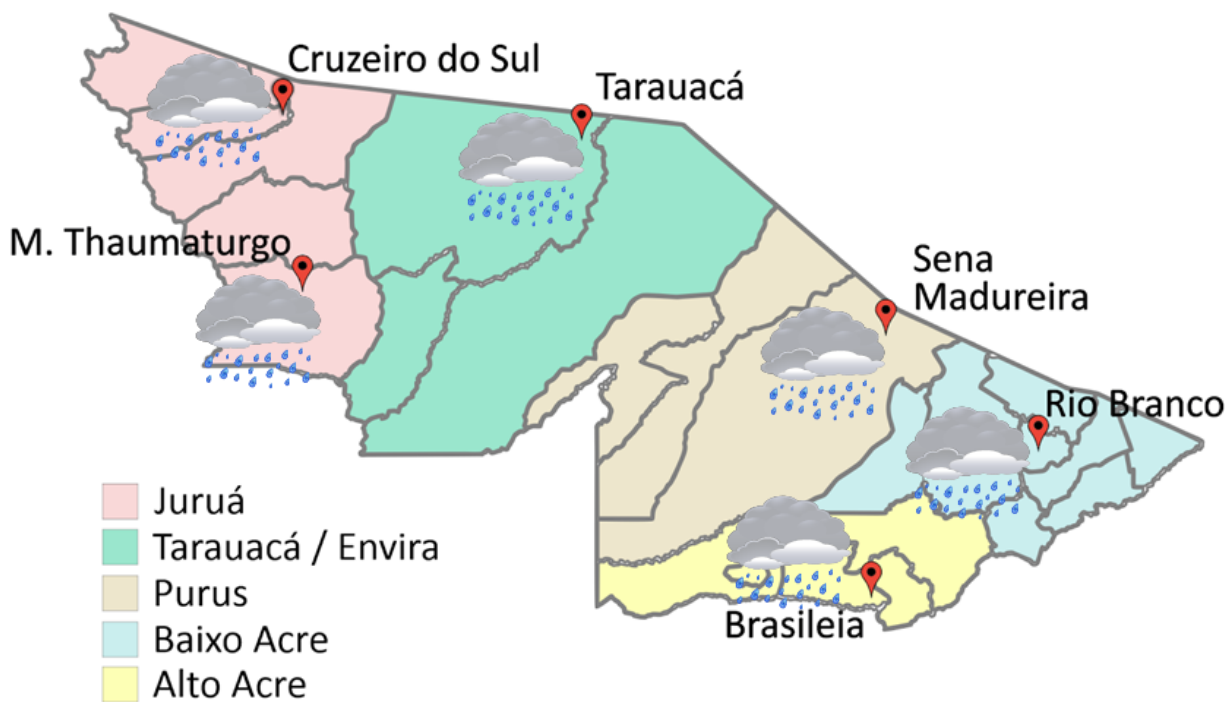 Cruzeiro do Sul
Tarauacá
M. Thaumaturgo
Sena
Madureira
Rio Branco
Brasileia
Juruá
Tarauacá / Envira
Purus
Baixo Acre
Alto Acre